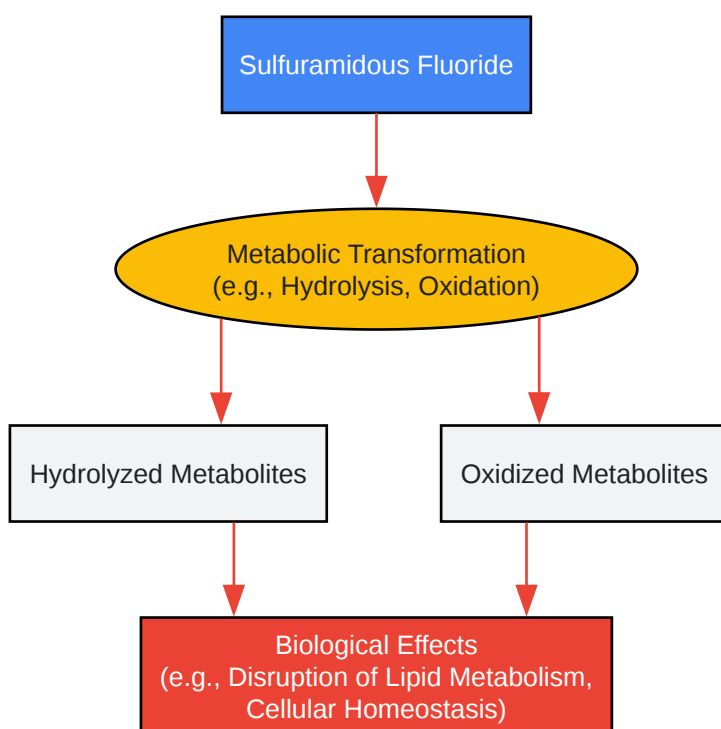 Sulfuramidous Fluoride
Metabolic Transformation
(e.g., Hydrolysis, Oxidation)
Hydrolyzed Metabolites
Oxidized Metabolites
Biological Effects
(e.g., Disruption of Lipid Metabolism,
Cellular Homeostasis)